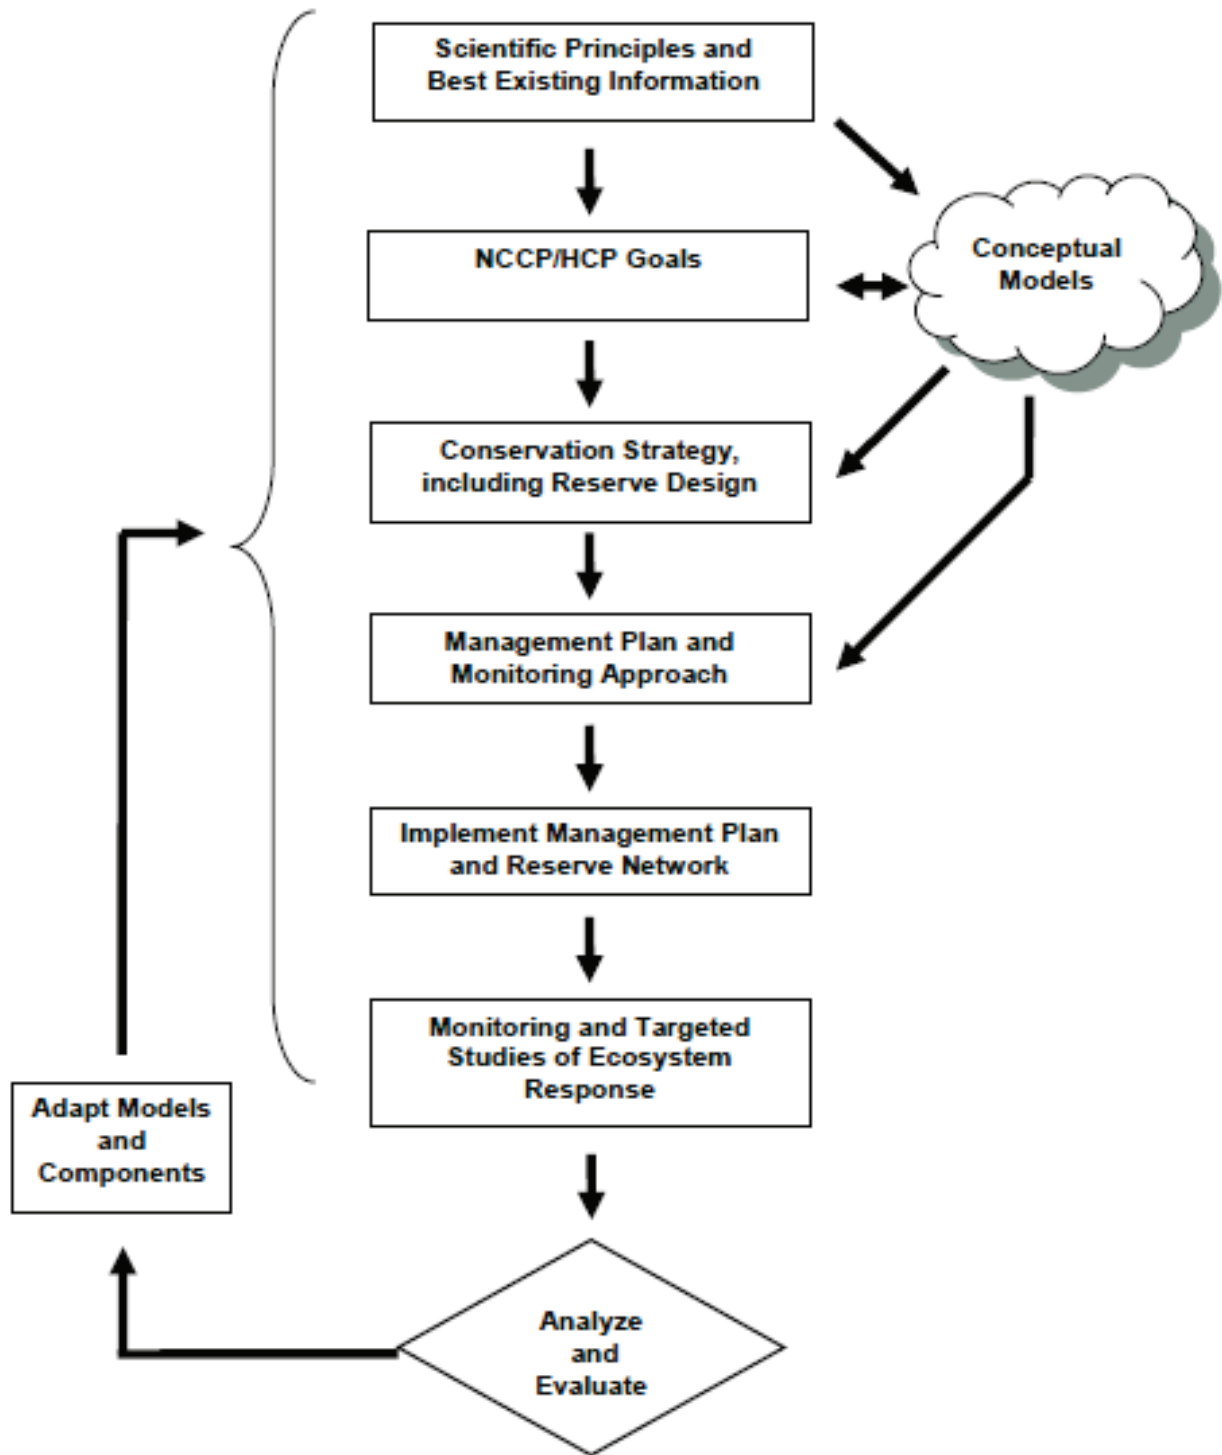 Scientific Principles and
Best Existing Information
NCCP/HCP Goals
Conceptual
Models
Conservation Strategy,
including Reserve Design
Management Plan and
Monitoring Approach
Implement Management Plan
and Reserve Network
Monitoring and Targeted
Studies of Ecosystem
Response
Adapt Models
and
Components
Analyze
and
Evaluate